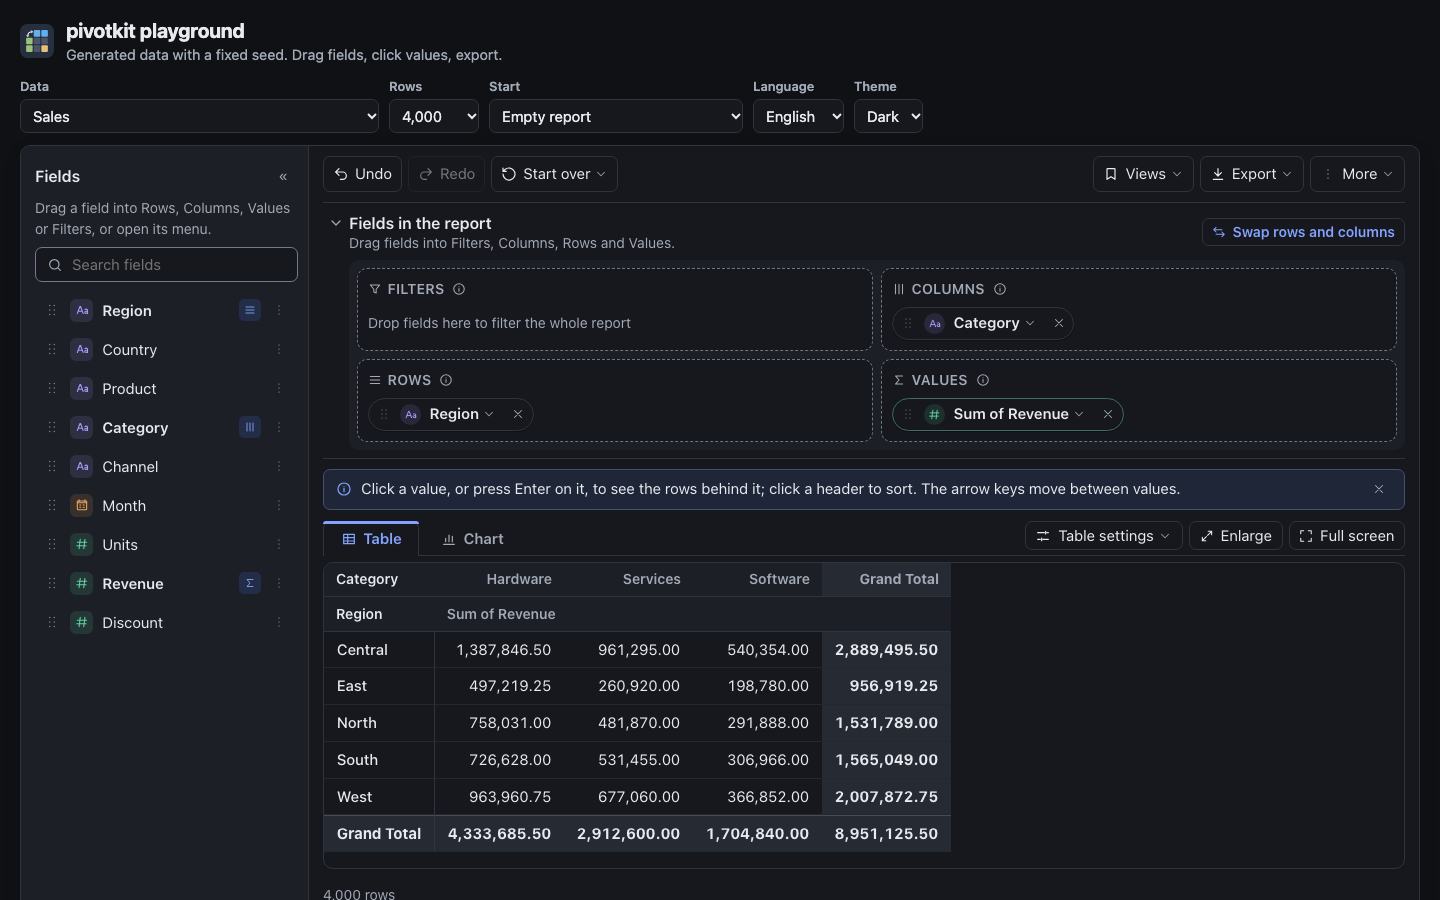 pivotkit playground
Generated data with a fixed seed. Drag fields, click values, export.
Data Rows Start Language Theme
Sales 4,000 Empty report English Dark
Fields «
Drag a field into Rows, Columns, Values
or Filters, or open its menu.
Search fields
Aa Region
Aa Country
Aa Product
Aa Category
Aa Channel
Month
# Units
# Revenue Σ
# Discount
Undo Redo Start over Views Export More
Fields in the report
Drag fields into Filters, Columns, Rows and Values.
Swap rows and columns
FILTERS
Drop fields here to filter the whole report
COLUMNS
Aa Category
ROWS
Aa Region
Σ VALUES
# Sum of Revenue
Click a value, or press Enter on it, to see the rows behind it; click a header to sort. The arrow keys move between values.
Table Chart Table settings Enlarge Full screen
Category Hardware Services Software Grand Total
Region Sum of Revenue
Central 1,387,846.50 961,295.00 540,354.00 2,889,495.50
East 497,219.25 260,920.00 198,780.00 956,919.25
North 758,031.00 481,870.00 291,888.00 1,531,789.00
South 726,628.00 531,455.00 306,966.00 1,565,049.00
West 963,960.75 677,060.00 366,852.00 2,007,872.75
Grand Total 4,333,685.50 2,912,600.00 1,704,840.00 8,951,125.50
4,000 rows